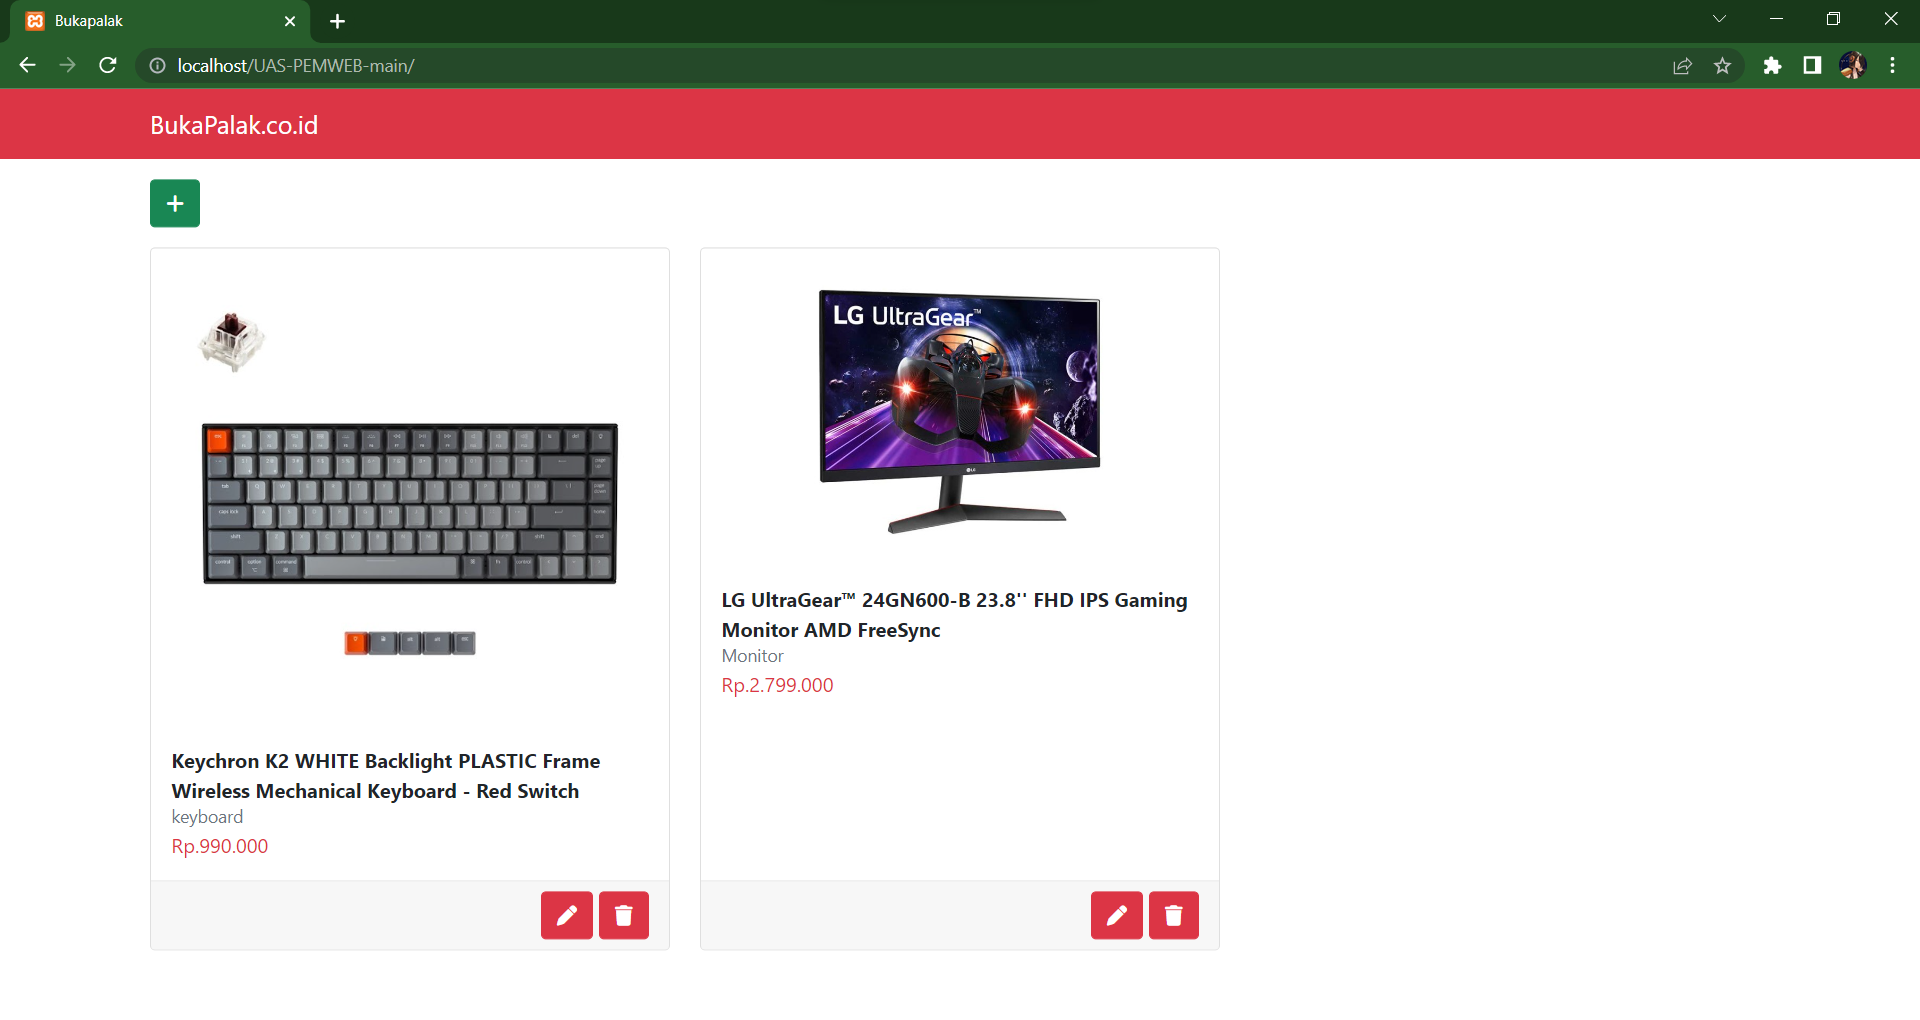 Bukapalak
localhost/UAS-PEMWEB-main/
BukaPalak.co.id
LG UltraGear™
LG
Keychron K2 WHITE Backlight PLASTIC Frame
Wireless Mechanical Keyboard - Red Switch
keyboard
Rp.990.000
LG UltraGear™ 24GN600-B 23.8'' FHD IPS Gaming
Monitor AMD FreeSync
Monitor
Rp.2.799.000